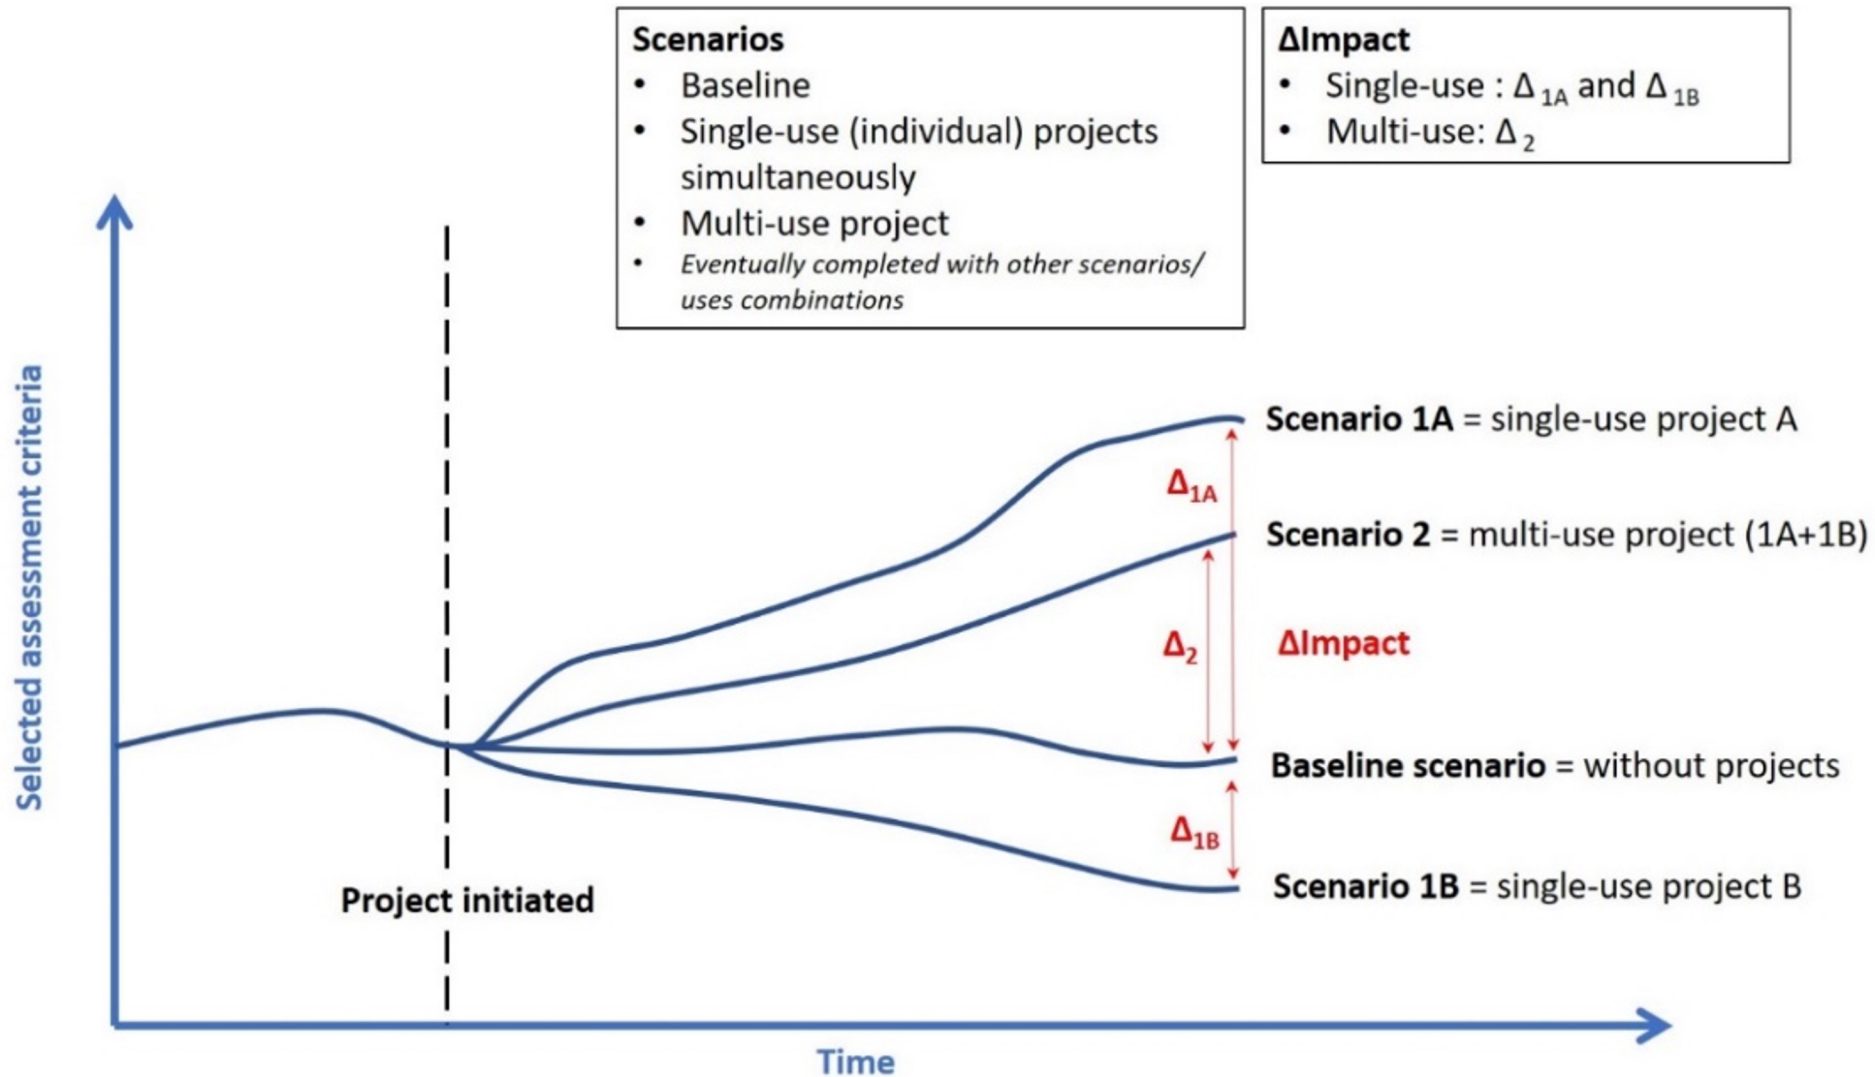 Scenarios
• Baseline
• Single-use (individual) projects
simultaneously
• Multi-use project
• Eventually completed with other scenarios/
uses combinations
ΔImpact
• Single-use : Δ 1A and Δ 1B
• Multi-use: Δ 2
Selected assessment criteria
Scenario 1A = single-use project A
Δ1A
Scenario 2 = multi-use project (1A+1B)
Δ2
ΔImpact
Baseline scenario = without projects
Δ1B
Scenario 1B = single-use project B
Project initiated
Time